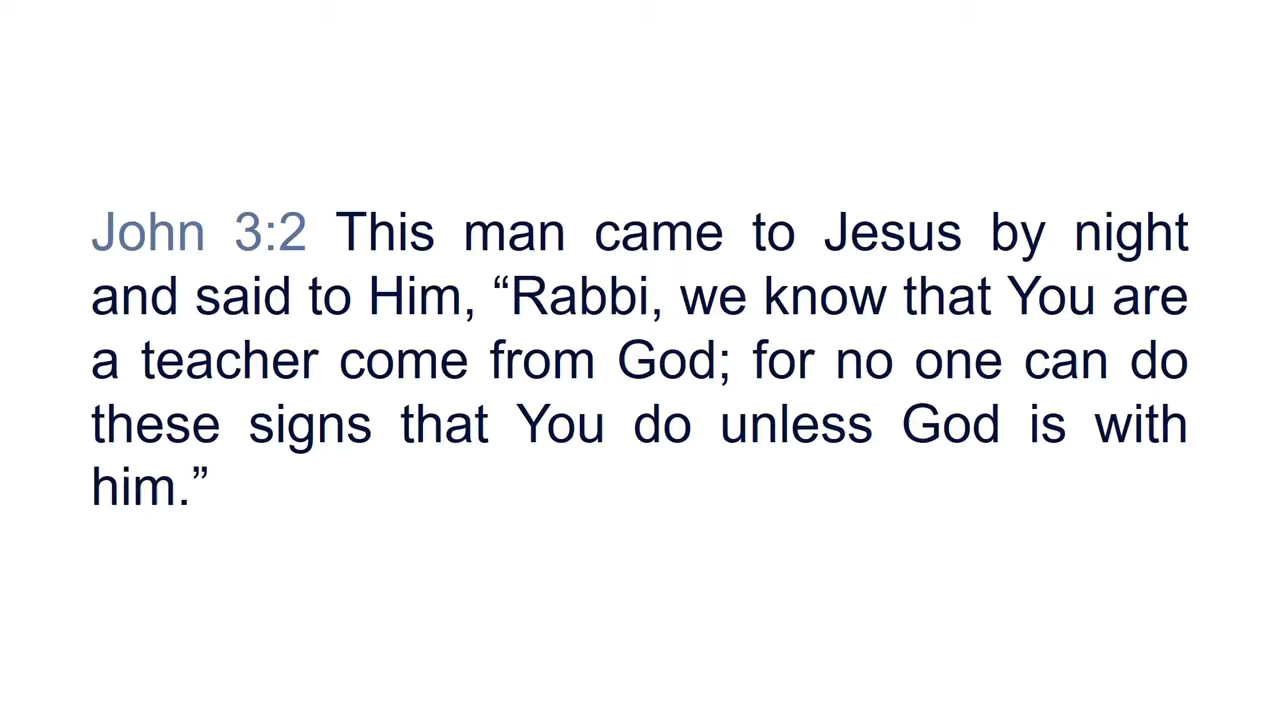 John 3:2 This man came to Jesus by night
and said to Him, “Rabbi, we know that You are
a teacher come from God; for no one can do
these signs that You do unless God is with
him.”